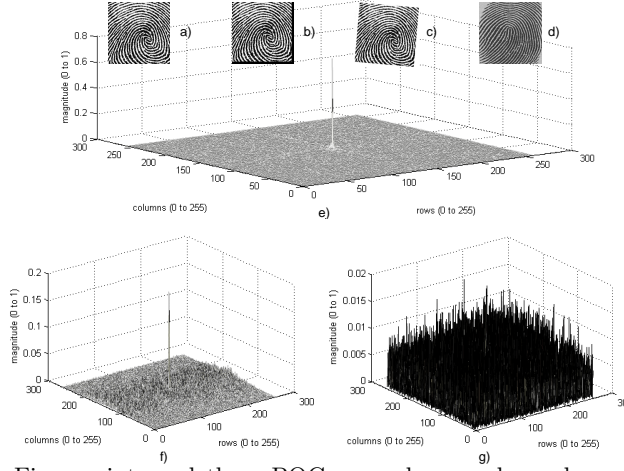 a) b) c) d)
0.8
0.6
0.4
0.2
0
magnitude (0 to 1)
300 250 200 150 100 50 0
0 50 100 150 200 250 300
columns (0 to 255)
rows (0 to 255)
e)
0.2
0.15
0.1
0.05
0
magnitude (0 to 1)
300 200 100 0
0 100 200 300
columns (0 to 255)
rows (0 to 255)
f)
0.02
0.015
0.01
0.005
0
magnitude (0 to 1)
300 200 100 0
0 100 200
columns (0 to 255)
rows (0 to 255)
g)